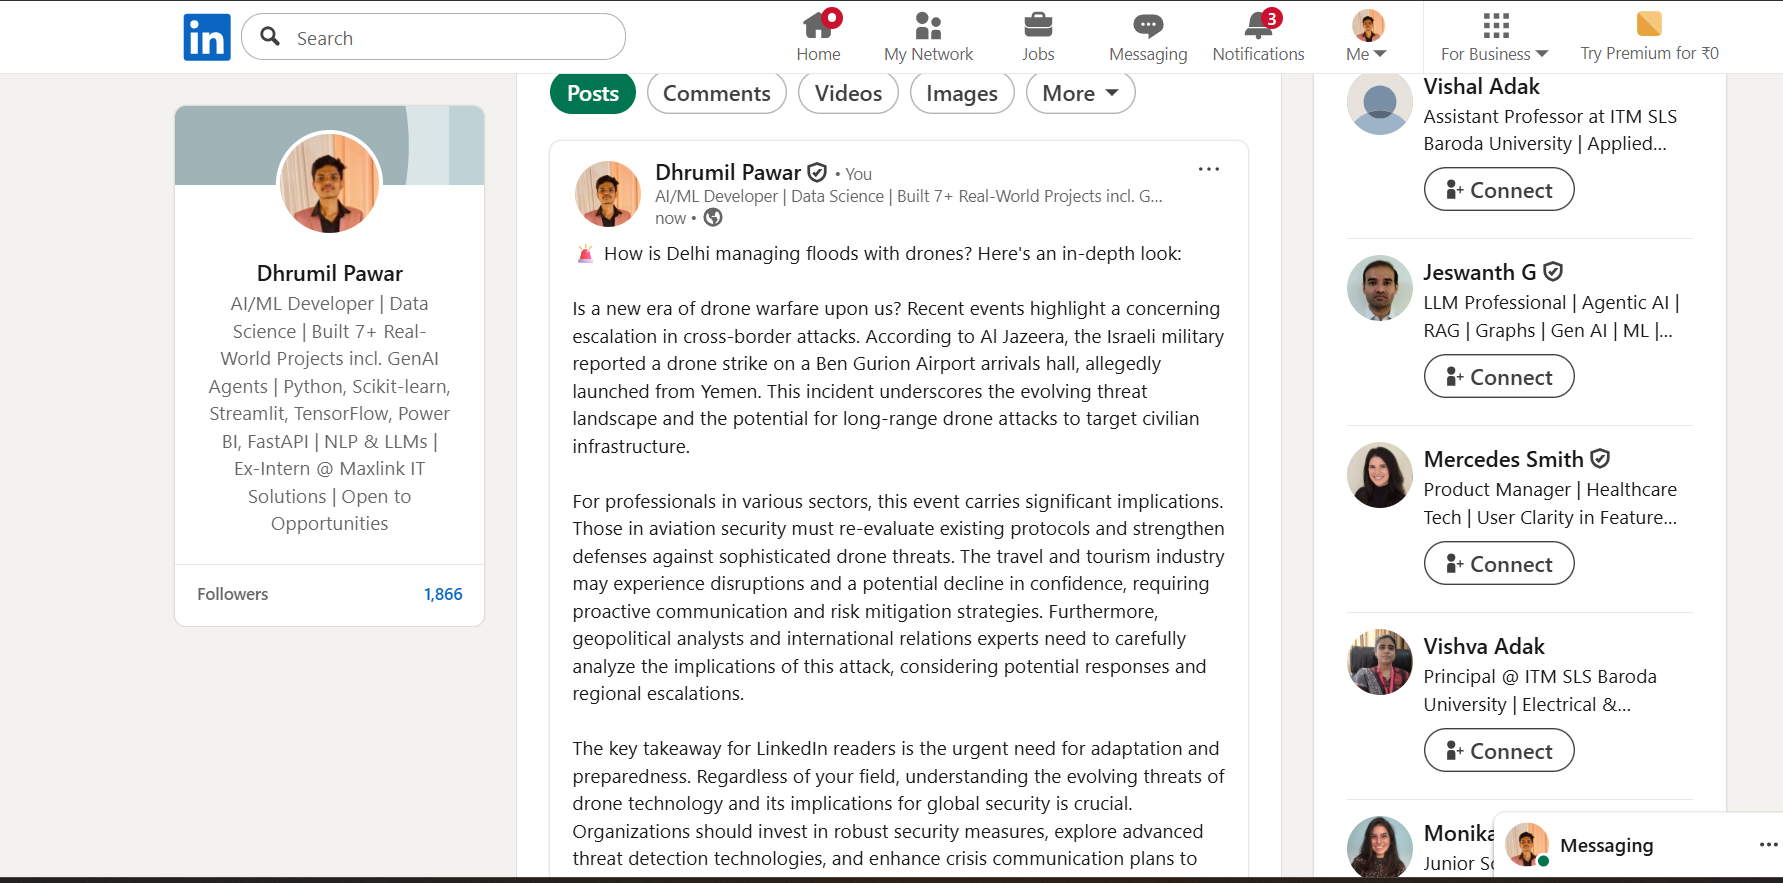 in
Search
Home
My Network
Jobs
Messaging
3
Notifications
Me
For Business
Try Premium for ₹0
Dhrumil Pawar
AI/ML Developer | Data
Science | Built 7+ Real-
World Projects incl. GenAI
Agents | Python, Scikit-learn,
Streamlit, TensorFlow, Power
BI, FastAPI | NLP & LLMs |
Ex-Intern @ Maxlink IT
Solutions | Open to
Opportunities
Followers 1,866
Posts
Comments
Videos
Images
More
Dhrumil Pawar • You
AI/ML Developer | Data Science | Built 7+ Real-World Projects incl. G...
now •
🚨 How is Delhi managing floods with drones? Here's an in-depth look:
Is a new era of drone warfare upon us? Recent events highlight a concerning
escalation in cross-border attacks. According to Al Jazeera, the Israeli military
reported a drone strike on a Ben Gurion Airport arrivals hall, allegedly
launched from Yemen. This incident underscores the evolving threat
landscape and the potential for long-range drone attacks to target civilian
infrastructure.
For professionals in various sectors, this event carries significant implications.
Those in aviation security must re-evaluate existing protocols and strengthen
defenses against sophisticated drone threats. The travel and tourism industry
may experience disruptions and a potential decline in confidence, requiring
proactive communication and risk mitigation strategies. Furthermore,
geopolitical analysts and international relations experts need to carefully
analyze the implications of this attack, considering potential responses and
regional escalations.
The key takeaway for LinkedIn readers is the urgent need for adaptation and
preparedness. Regardless of your field, understanding the evolving threats of
drone technology and its implications for global security is crucial.
Organizations should invest in robust security measures, explore advanced
threat detection technologies, and enhance crisis communication plans to
Vishal Adak
Assistant Professor at ITM SLS
Baroda University | Applied...
Connect
Jeswanth G
LLM Professional | Agentic AI |
RAG | Graphs | Gen AI | ML |...
Connect
Mercedes Smith
Product Manager | Healthcare
Tech | User Clarity in Feature...
Connect
Vishva Adak
Principal @ ITM SLS Baroda
University | Electrical &...
Connect
Monika
Junior
Messaging